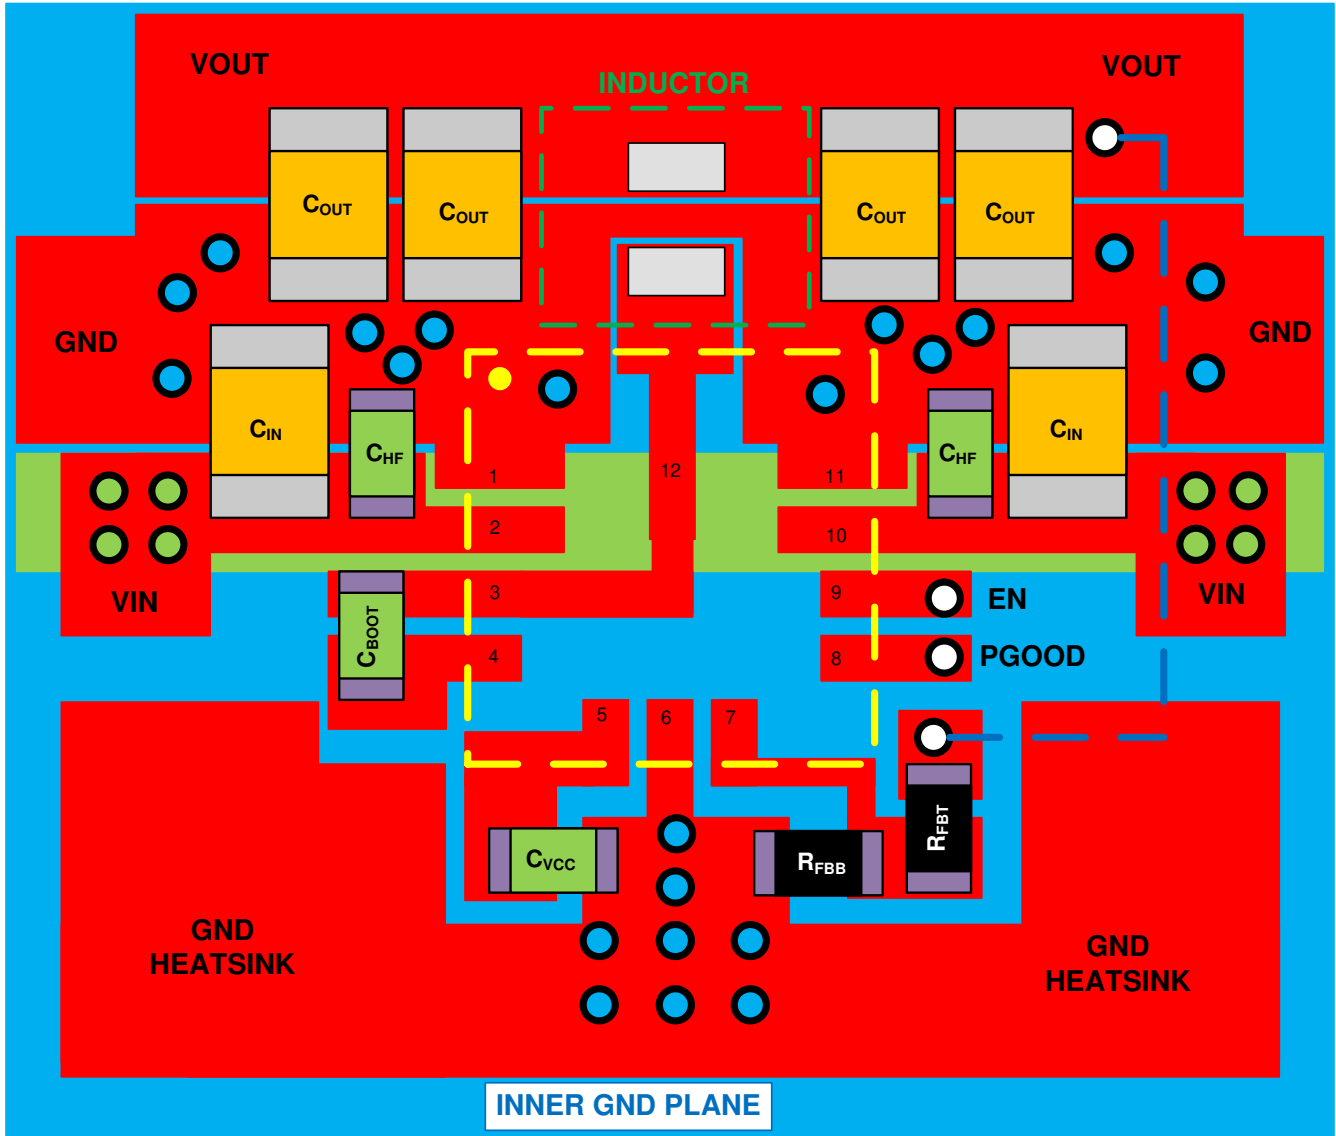 VOUT
VOUT
INDUCTOR
COUT
COUT
COUT
COUT
GND
GND
CIN
CHF
CHF
CIN
1
12
11
2
10
VIN
VIN
3
9
EN
CBOOT
4
8
PGOOD
5
6
7
CVCC
RFBB
RFBT
GND
HEATSINK
GND
HEATSINK
INNER GND PLANE